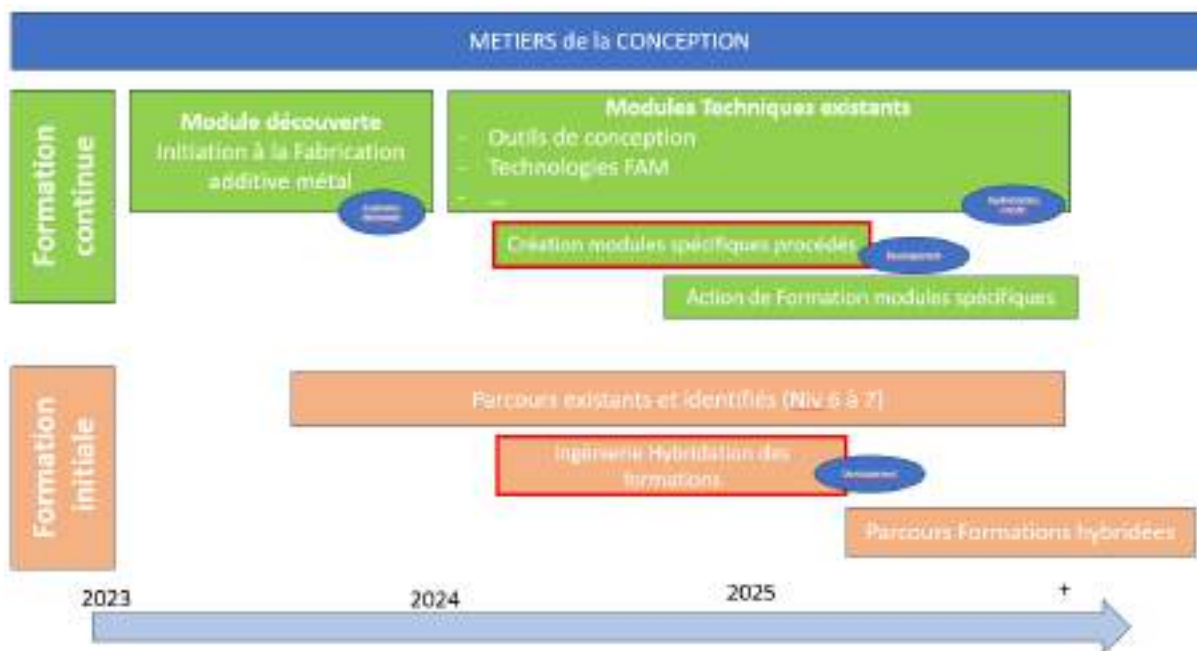 METIERS de la CONCEPTION
Formation
continue
Module découverte
Initiation à la Fabrication
additive métal
Modules Techniques existants
- Outils de conception
- Technologies FAM
- ...
Création modules spécifiques procédés
Action de Formation modules spécifiques
Formation
initiale
Parcours existants et identifiés (Niv 6 à 7)
Ingénierie Hybridation des
formations
Parcours Formations hybridées
2023
2024
2025
+